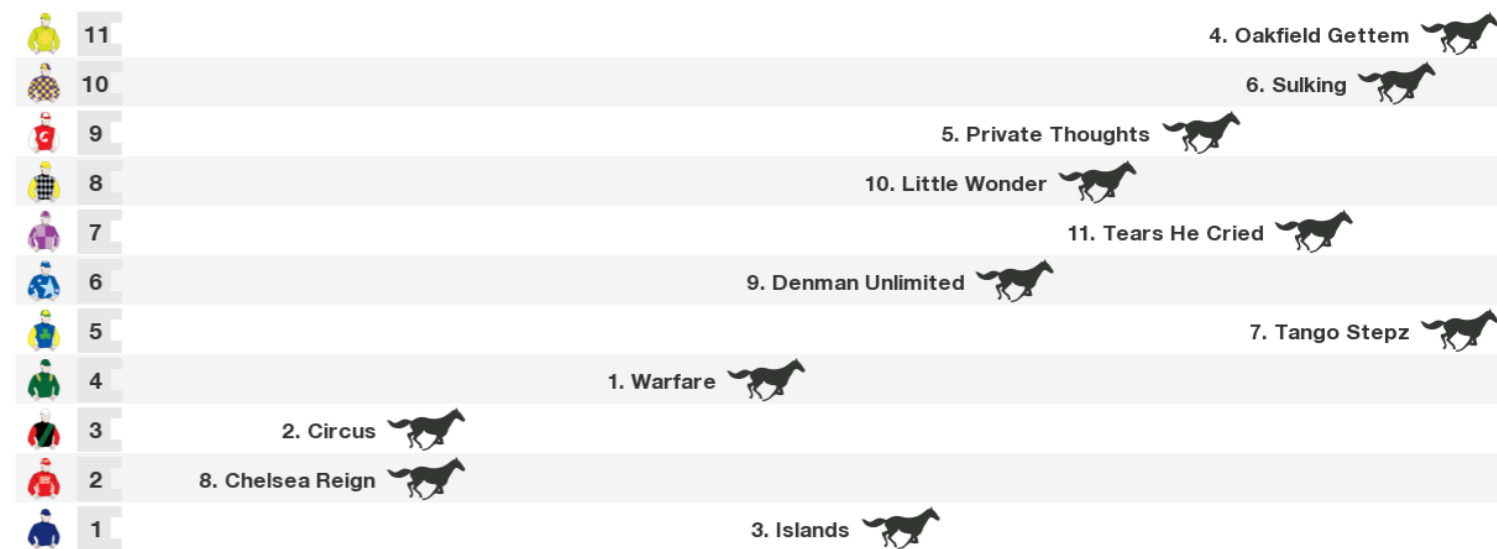 11 4. Oakfield Gettem
10 6. Sulking
9 5. Private Thoughts
8 10. Little Wonder
7 11. Tears He Cried
6 9. Denman Unlimited
5 7. Tango Stepz
4 1. Warfare
3 2. Circus
2 8. Chelsea Reign
1 3. Islands